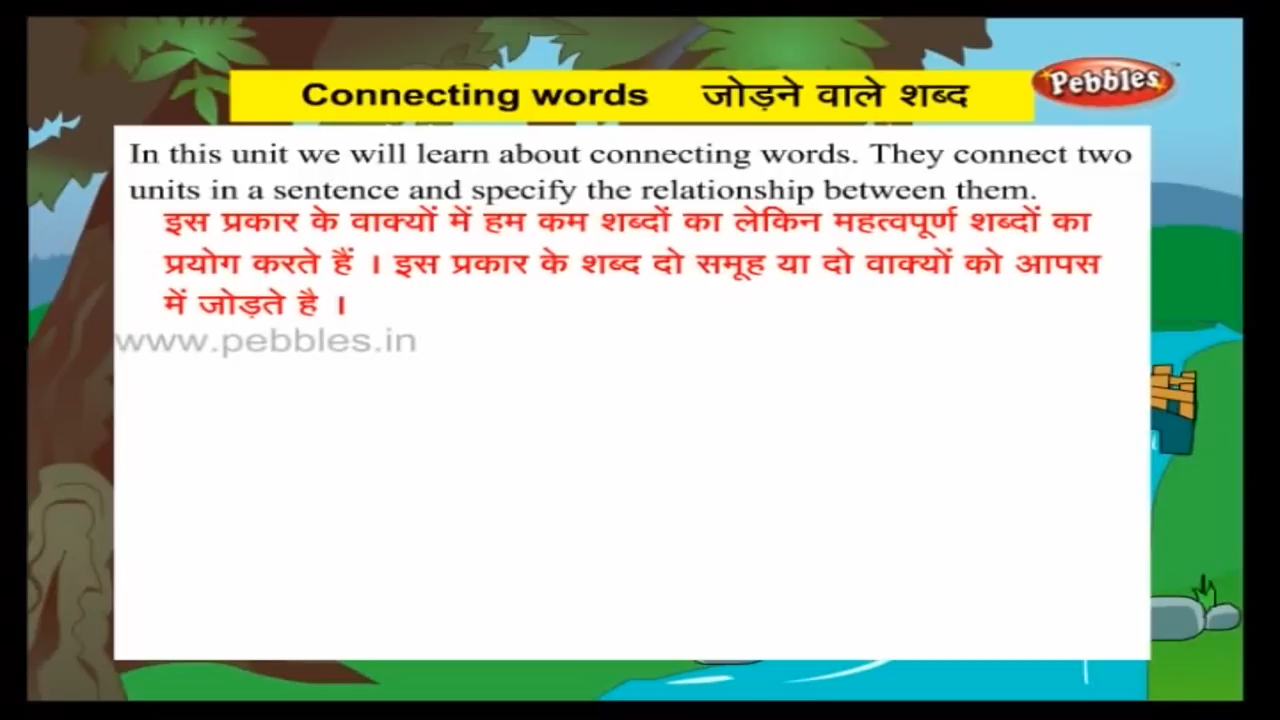 Connecting words जोड़ने वाले शब्द
Pebbles
In this unit we will learn about connecting words. They connect two
units in a sentence and specify the relationship between them.
इस प्रकार के वाक्यों में हम कम शब्दों का लेकिन महत्वपूर्ण शब्दों का
प्रयोग करते हैं । इस प्रकार के शब्द दो समूह या दो वाक्यों को आपस
में जोड़ते है ।
www.pebbles.in